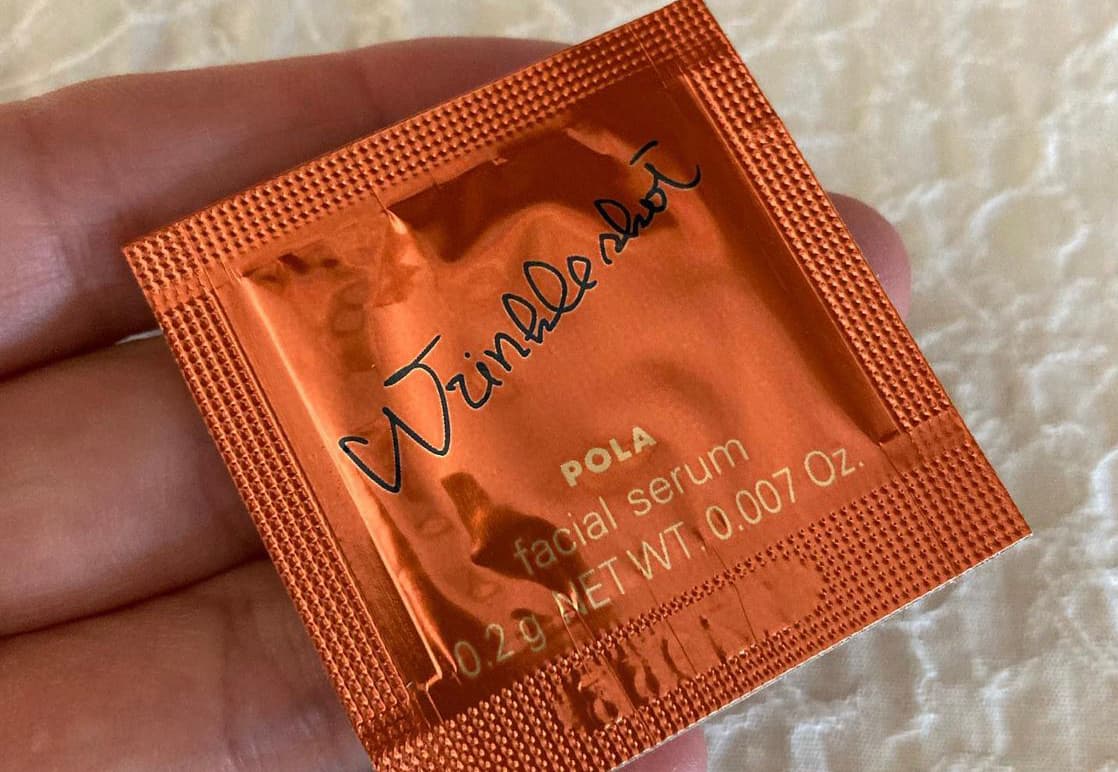 Wrinkle shot
POLA
facial serum
0.2 g NET WT. 0.007 Oz.